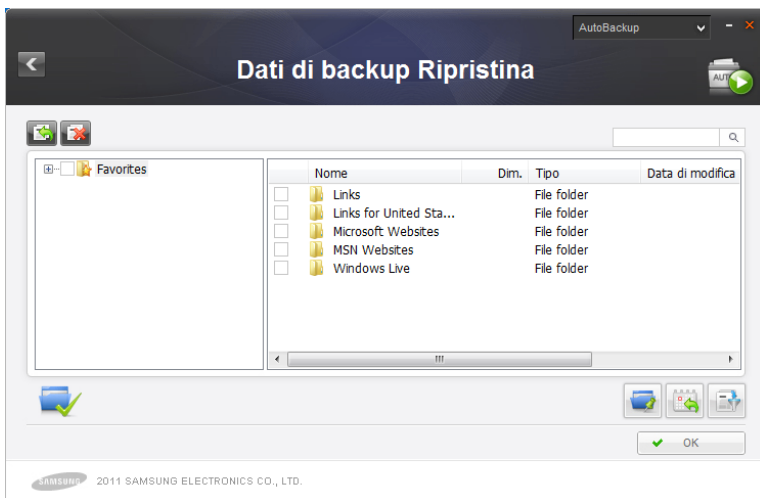 AutoBackup
Dati di backup Ripristina
AUTO
Favorites
Nome Dim. Tipo Data di modifica
Links File folder
Links for United Sta... File folder
Microsoft Websites File folder
MSN Websites File folder
Windows Live File folder
OK
SAMSUNG 2011 SAMSUNG ELECTRONICS CO., LTD.